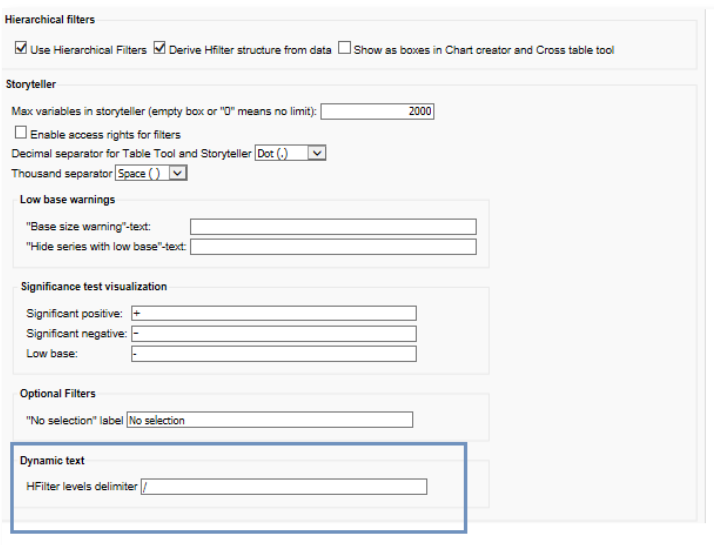 Hierarchical filters
Use Hierarchical Filters Derive Hfilter structure from data Show as boxes in Chart creator and Cross table tool
Storyteller
Max variables in storyteller (empty box or "0" means no limit): 2000
Enable access rights for filters
Decimal separator for Table Tool and Storyteller Dot (.)
Thousand separator Space ( )
Low base warnings
"Base size warning"-text:
"Hide series with low base"-text:
Significance test visualization
Significant positive: +
Significant negative: -
Low base: -
Optional Filters
"No selection" label No selection
Dynamic text
HFilter levels delimiter /